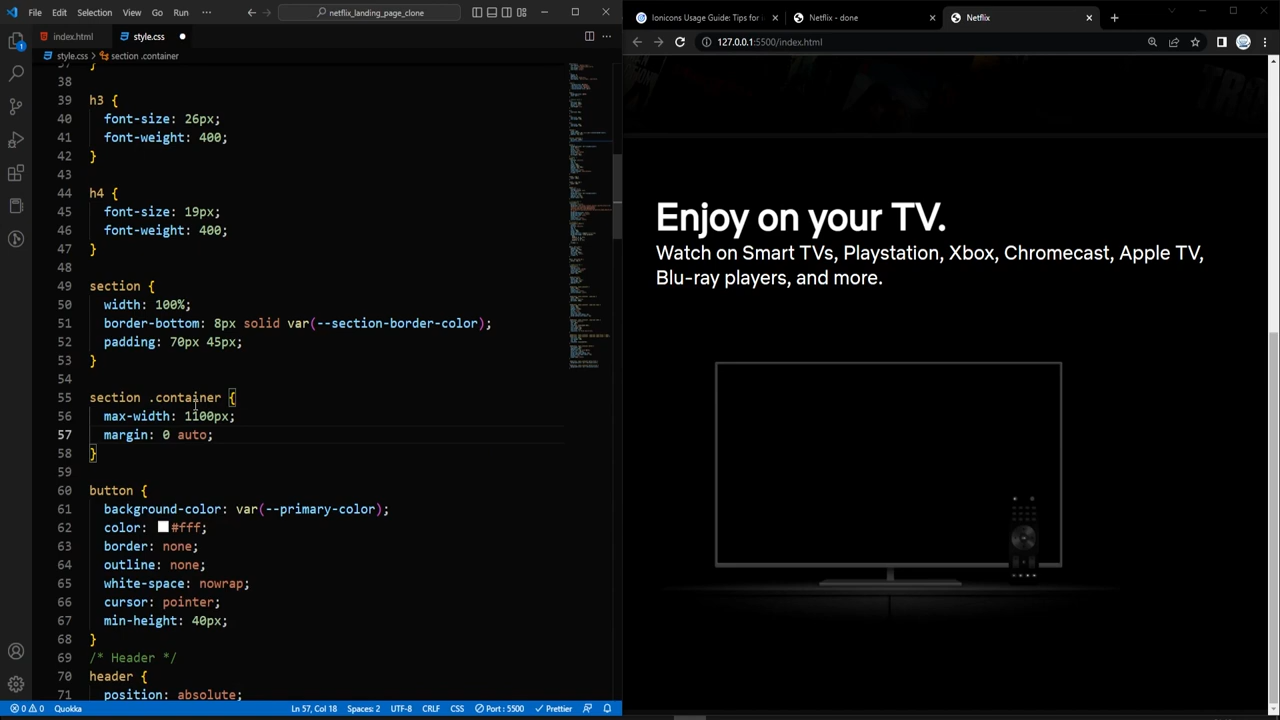 File Edit Selection View Go Run
netflix_landing_page_clone
index.html
style.css
style.css > section .container
37 }
38
39 h3 {
40 font-size: 26px;
41 font-weight: 400;
42 }
43
44 h4 {
45 font-size: 19px;
46 font-weight: 400;
47 }
48
49 section {
50 width: 100%;
51 border-bottom: 8px solid var(--section-border-color);
52 padding: 70px 45px;
53 }
54
55 section .container {
56 max-width: 1100px;
57 margin: 0 auto;
58 }
59
60 button {
61 background-color: var(--primary-color);
62 color: #fff;
63 border: none;
64 outline: none;
65 white-space: nowrap;
66 cursor: pointer;
67 min-height: 40px;
68 }
69 /* Header */
70 header {
71 position: absolute;
0 0 Quokka Ln 57, Col 18 Spaces: 2 UTF-8 CRLF CSS Port : 5500 Prettier
Ionicons Usage Guide: Tips for
Netflix - done
Netflix
127.0.0.1:5500/index.html
Enjoy on your TV.
Watch on Smart TVs, Playstation, Xbox, Chromecast, Apple TV,
Blu-ray players, and more.